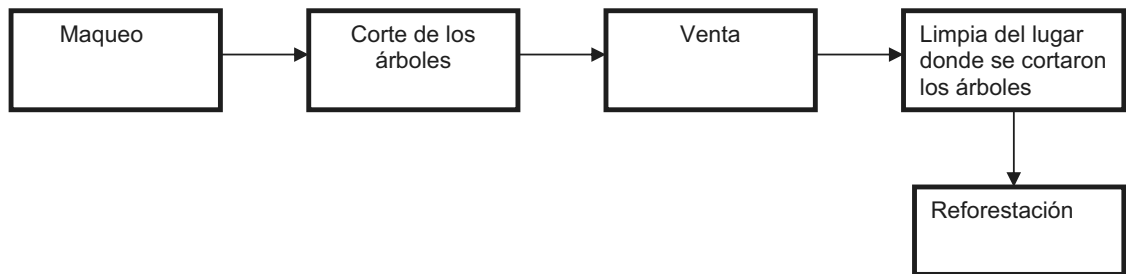 Maqueo
Corte de los
árboles
Venta
Limpia del lugar
donde se cortaron
los árboles
Reforestación